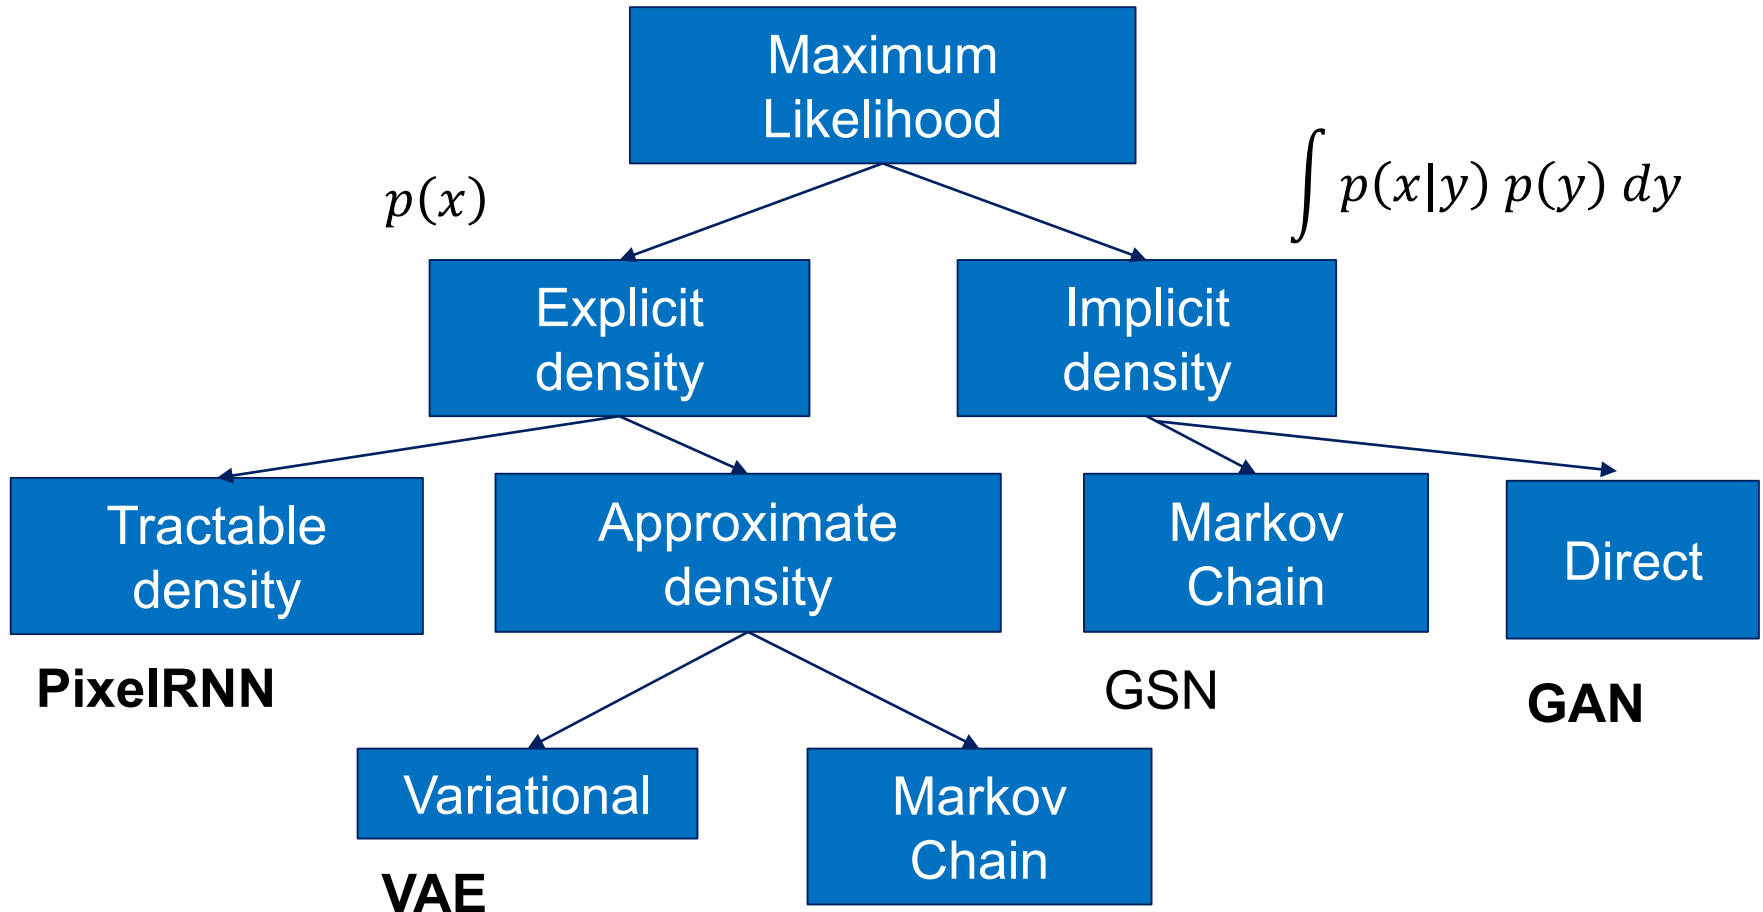 Maximum
Likelihood
p(x)
∫ p(x|y) p(y) dy
Explicit
density
Implicit
density
Tractable
density
Approximate
density
Markov
Chain
Direct
PixelRNN
GSN
GAN
Variational
Markov
Chain
VAE